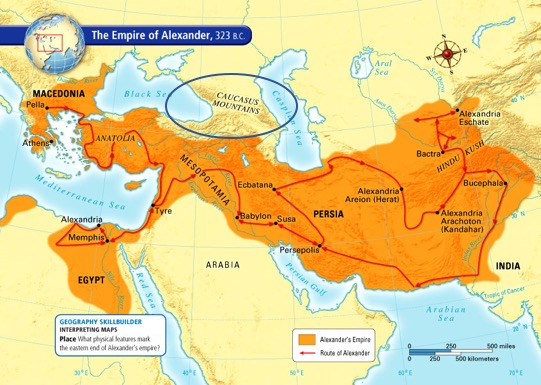 The Empire of Alexander, 323 B.C.
Aral
Sea
MACEDONIA
Pella
Black Sea
CAUCASUS
MOUNTAINS
Caspian Sea
Alexandria
Eschate
40°N
Athens
ANATOLIA
Bactra
HINDU KUSH
MESOPOTAMIA
Mediterranean Sea
Ecbatana
Alexandria
Areion (Herat)
Bucephala
30°N
Tyre
Babylon
Susa
PERSIA
Alexandria
Arachoton
(Kandahar)
Alexandria
Memphis
Persepolis
ARABIA
EGYPT
Red Sea
Persian Gulf
INDIA
Tropic of Cancer
Arabian
Sea
GEOGRAPHY SKILLBUILDER
INTERPRETING MAPS
Place What physical features mark
the eastern end of Alexander's empire?
Alexander's Empire
Route of Alexander
0 250 500 miles
0 250 500 kilometers
30°E